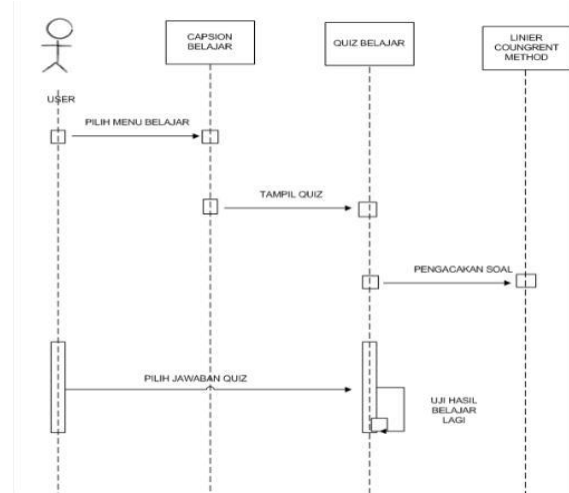 CAPSION
BELAJAR
QUIZ BELAJAR
LINIER
COUNGRENT
METHOD
USER
PILIH MENU BELAJAR
TAMPIL QUIZ
PENGACAKAN SOAL
PILIH JAWABAN QUIZ
UJI HASIL
BELAJAR
LAGI